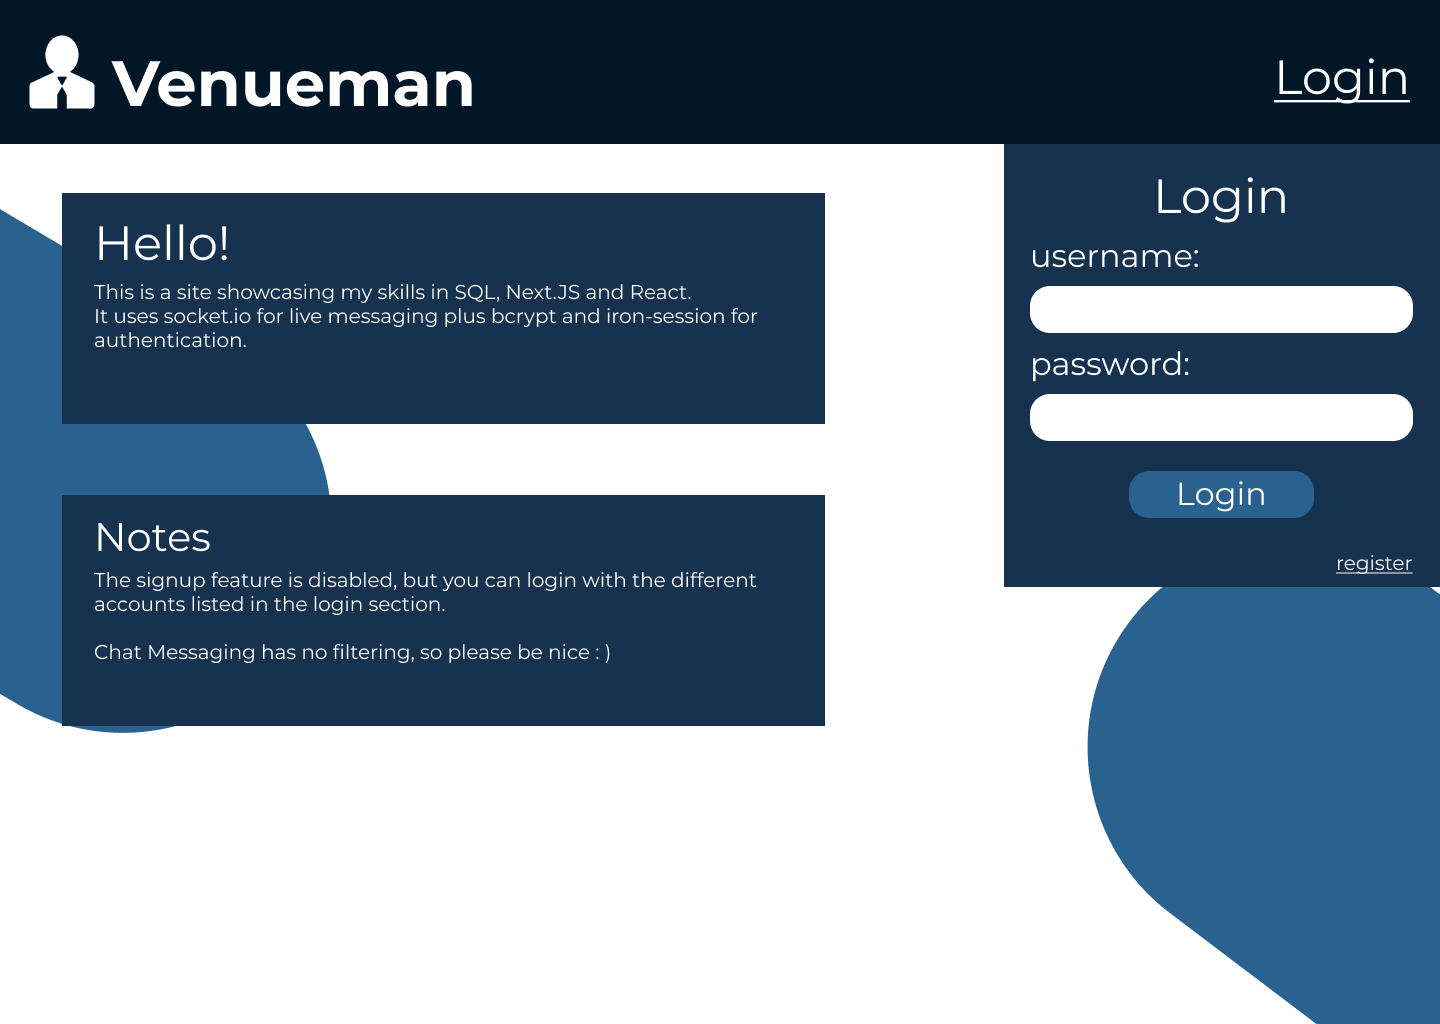 Venueman
Login
Hello!
This is a site showcasing my skills in SQL, Next.JS and React.
It uses socket.io for live messaging plus bcrypt and iron-session for
authentication.
Notes
The signup feature is disabled, but you can login with the different
accounts listed in the login section.
Chat Messaging has no filtering, so please be nice : )
Login
username:
password:
Login
register